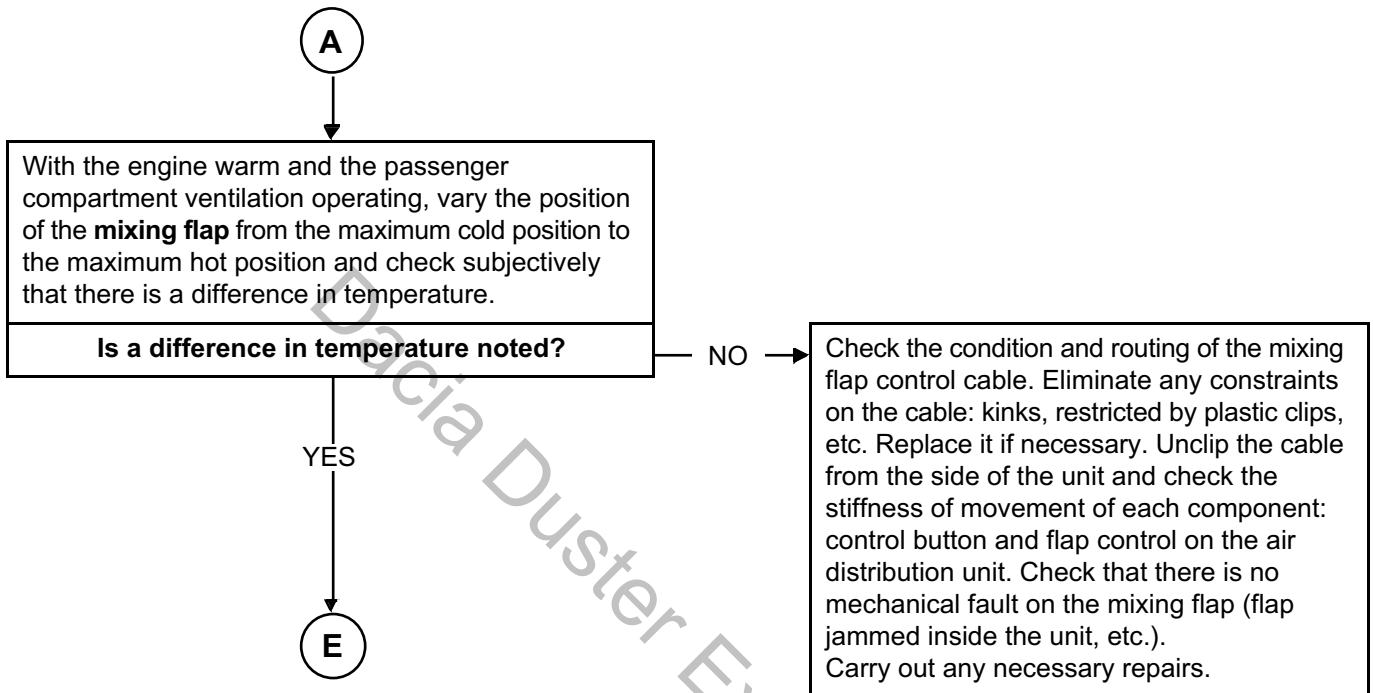 A
With the engine warm and the passenger
compartment ventilation operating, vary the position
of the mixing flap from the maximum cold position to
the maximum hot position and check subjectively
that there is a difference in temperature.
Is a difference in temperature noted?
NO
Check the condition and routing of the mixing
flap control cable. Eliminate any constraints
on the cable: kinks, restricted by plastic clips,
etc. Replace it if necessary. Unclip the cable
from the side of the unit and check the
stiffness of movement of each component:
control button and flap control on the air
distribution unit. Check that there is no
mechanical fault on the mixing flap (flap
jammed inside the unit, etc.).
Carry out any necessary repairs.
YES
E
Dacia Duster